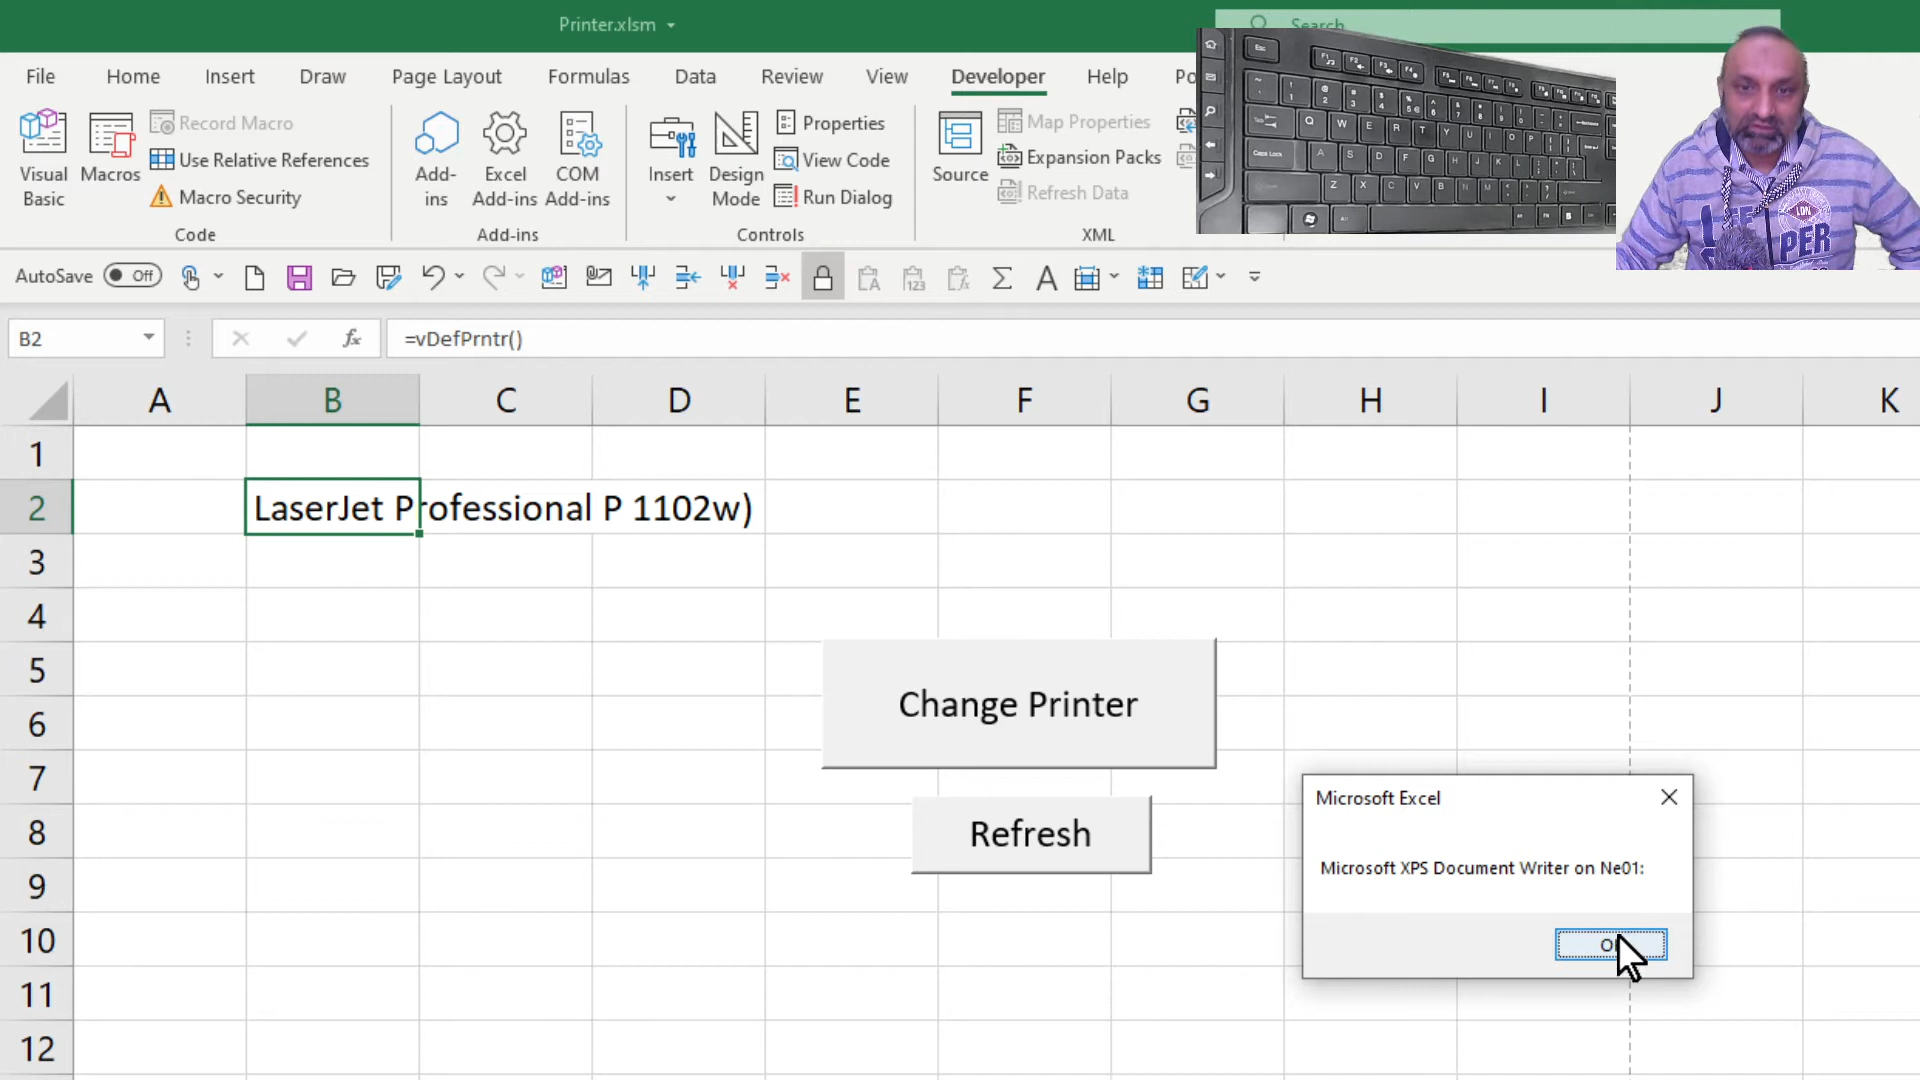 Printer.xlsm
Search
File Home Insert Draw Page Layout Formulas Data Review View Developer Help
Visual Basic
Macros
Record Macro
Use Relative References
Macro Security
Code
Add-ins
Excel Add-ins
COM Add-ins
Add-ins
Insert
Design Mode
Properties
View Code
Run Dialog
Controls
Source
Map Properties
Expansion Packs
Refresh Data
XML
AutoSave Off
B2
=vDefPrntr()
A B C D E F G H I J K
1
2 LaserJet Professional P 1102w)
3
4
5
6
7
8
9
10
11
12
Change Printer
Refresh
Microsoft Excel
Microsoft XPS Document Writer on Ne01: